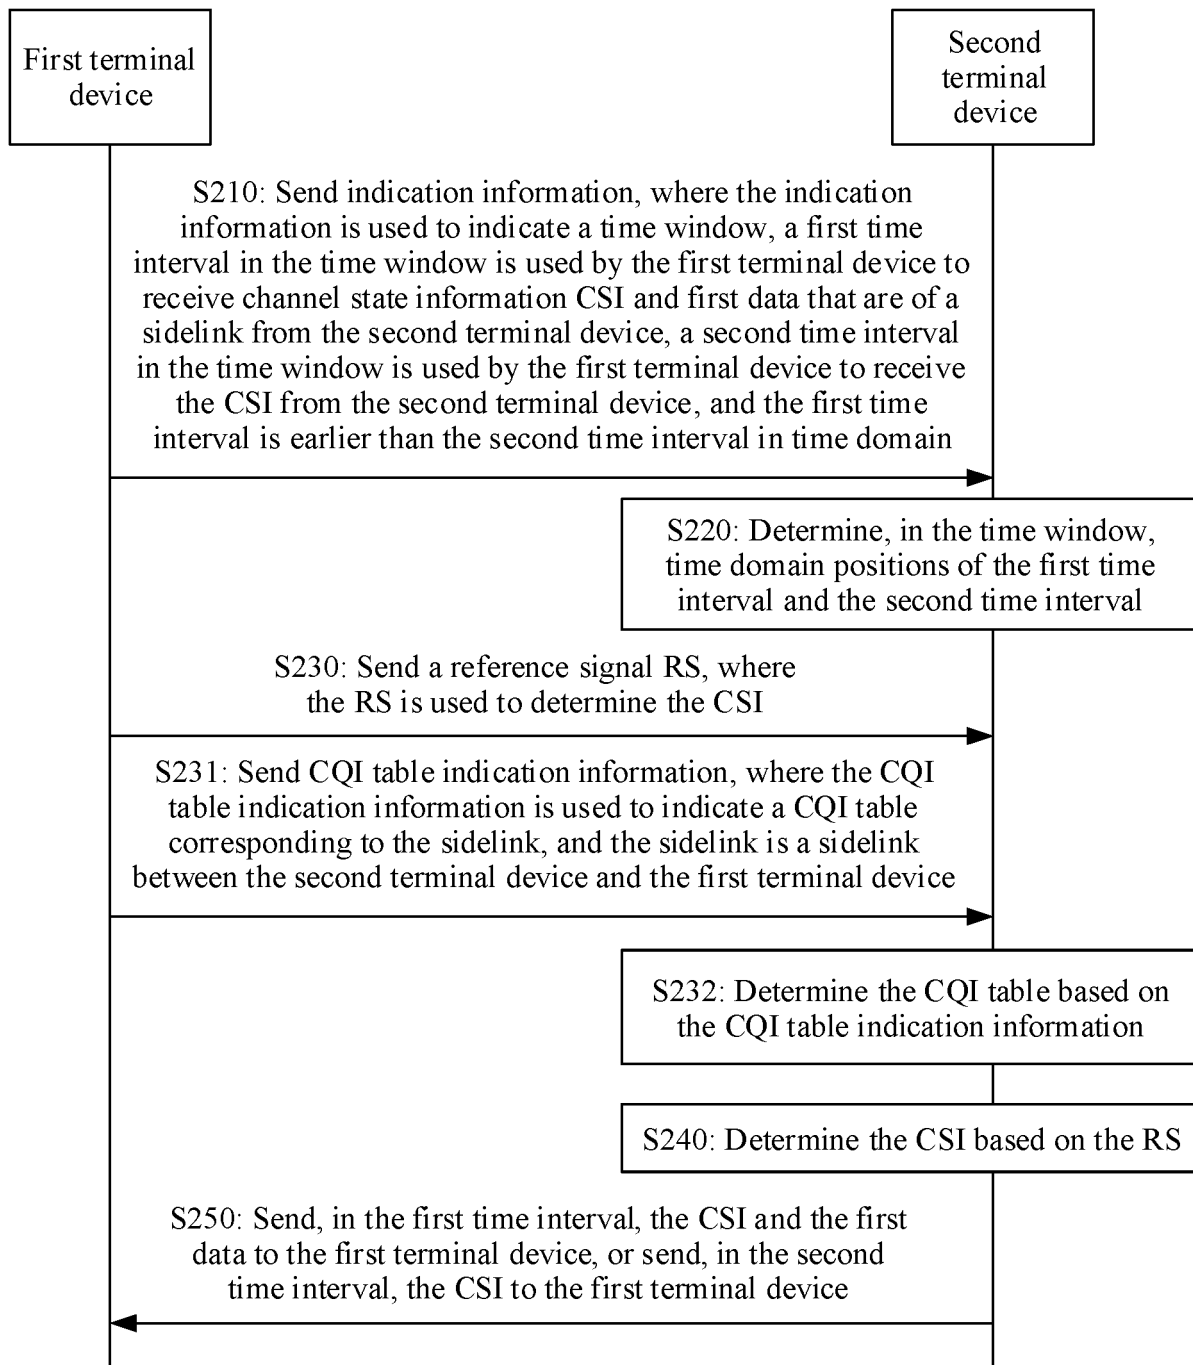 First terminal
device
Second
terminal
device
S210: Send indication information, where the indication
information is used to indicate a time window, a first time
interval in the time window is used by the first terminal device to
receive channel state information CSI and first data that are of a
sidelink from the second terminal device, a second time interval
in the time window is used by the first terminal device to receive
the CSI from the second terminal device, and the first time
interval is earlier than the second time interval in time domain
S220: Determine, in the time window,
time domain positions of the first time
interval and the second time interval
S230: Send a reference signal RS, where
the RS is used to determine the CSI
S231: Send CQI table indication information, where the CQI
table indication information is used to indicate a CQI table
corresponding to the sidelink, and the sidelink is a sidelink
between the second terminal device and the first terminal device
S232: Determine the CQI table based on
the CQI table indication information
S240: Determine the CSI based on the RS
S250: Send, in the first time interval, the CSI and the first
data to the first terminal device, or send, in the second
time interval, the CSI to the first terminal device